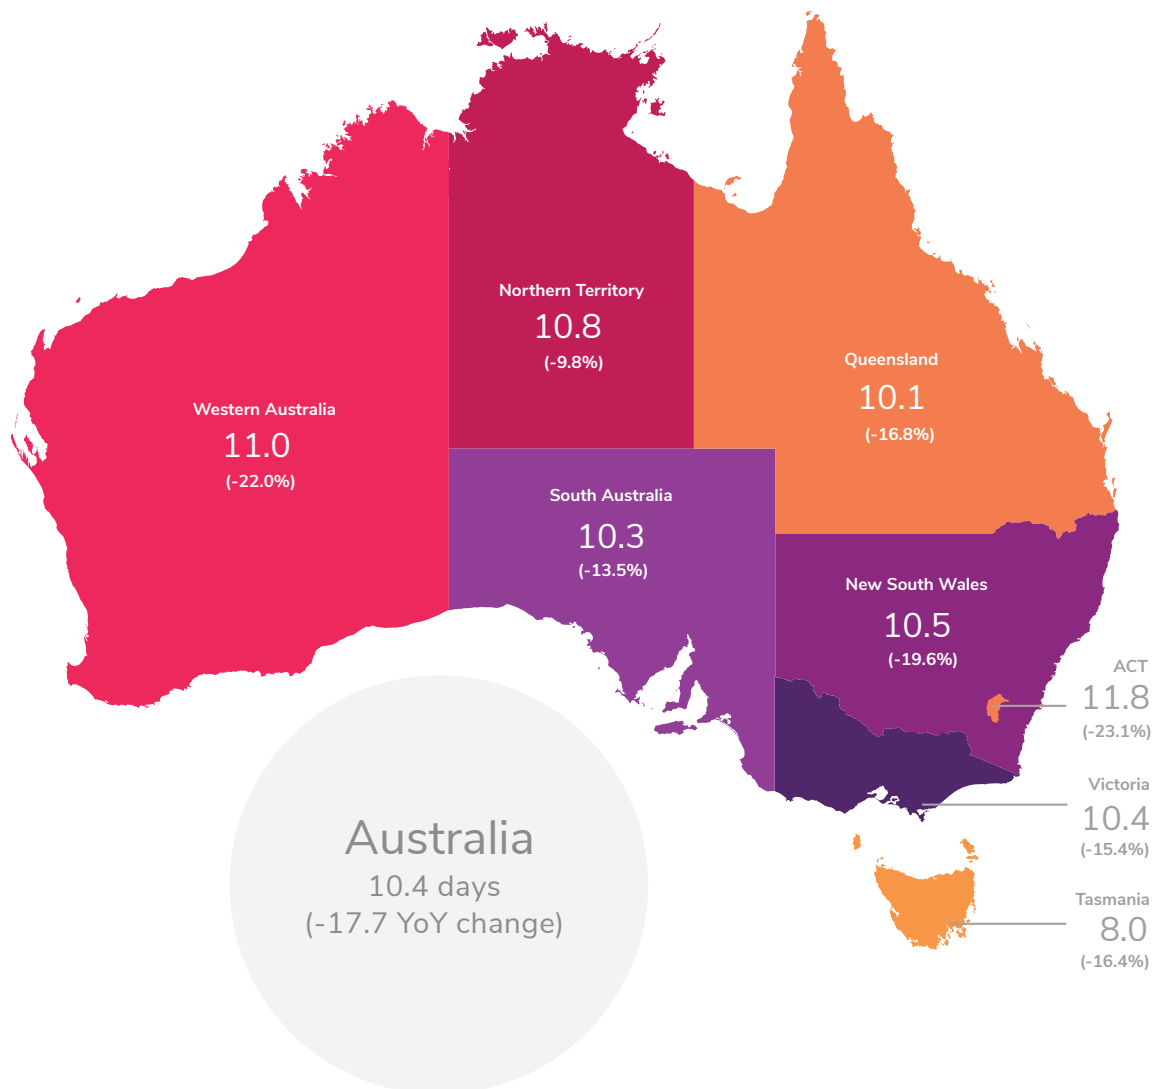 Northern Territory
10.8
(-9.8%)
Queensland
10.1
(-16.8%)
Western Australia
11.0
(-22.0%)
South Australia
10.3
(-13.5%)
New South Wales
10.5
(-19.6%)
ACT
11.8
(-23.1%)
Victoria
10.4
(-15.4%)
Tasmania
8.0
(-16.4%)
Australia
10.4 days
(-17.7 YoY change)